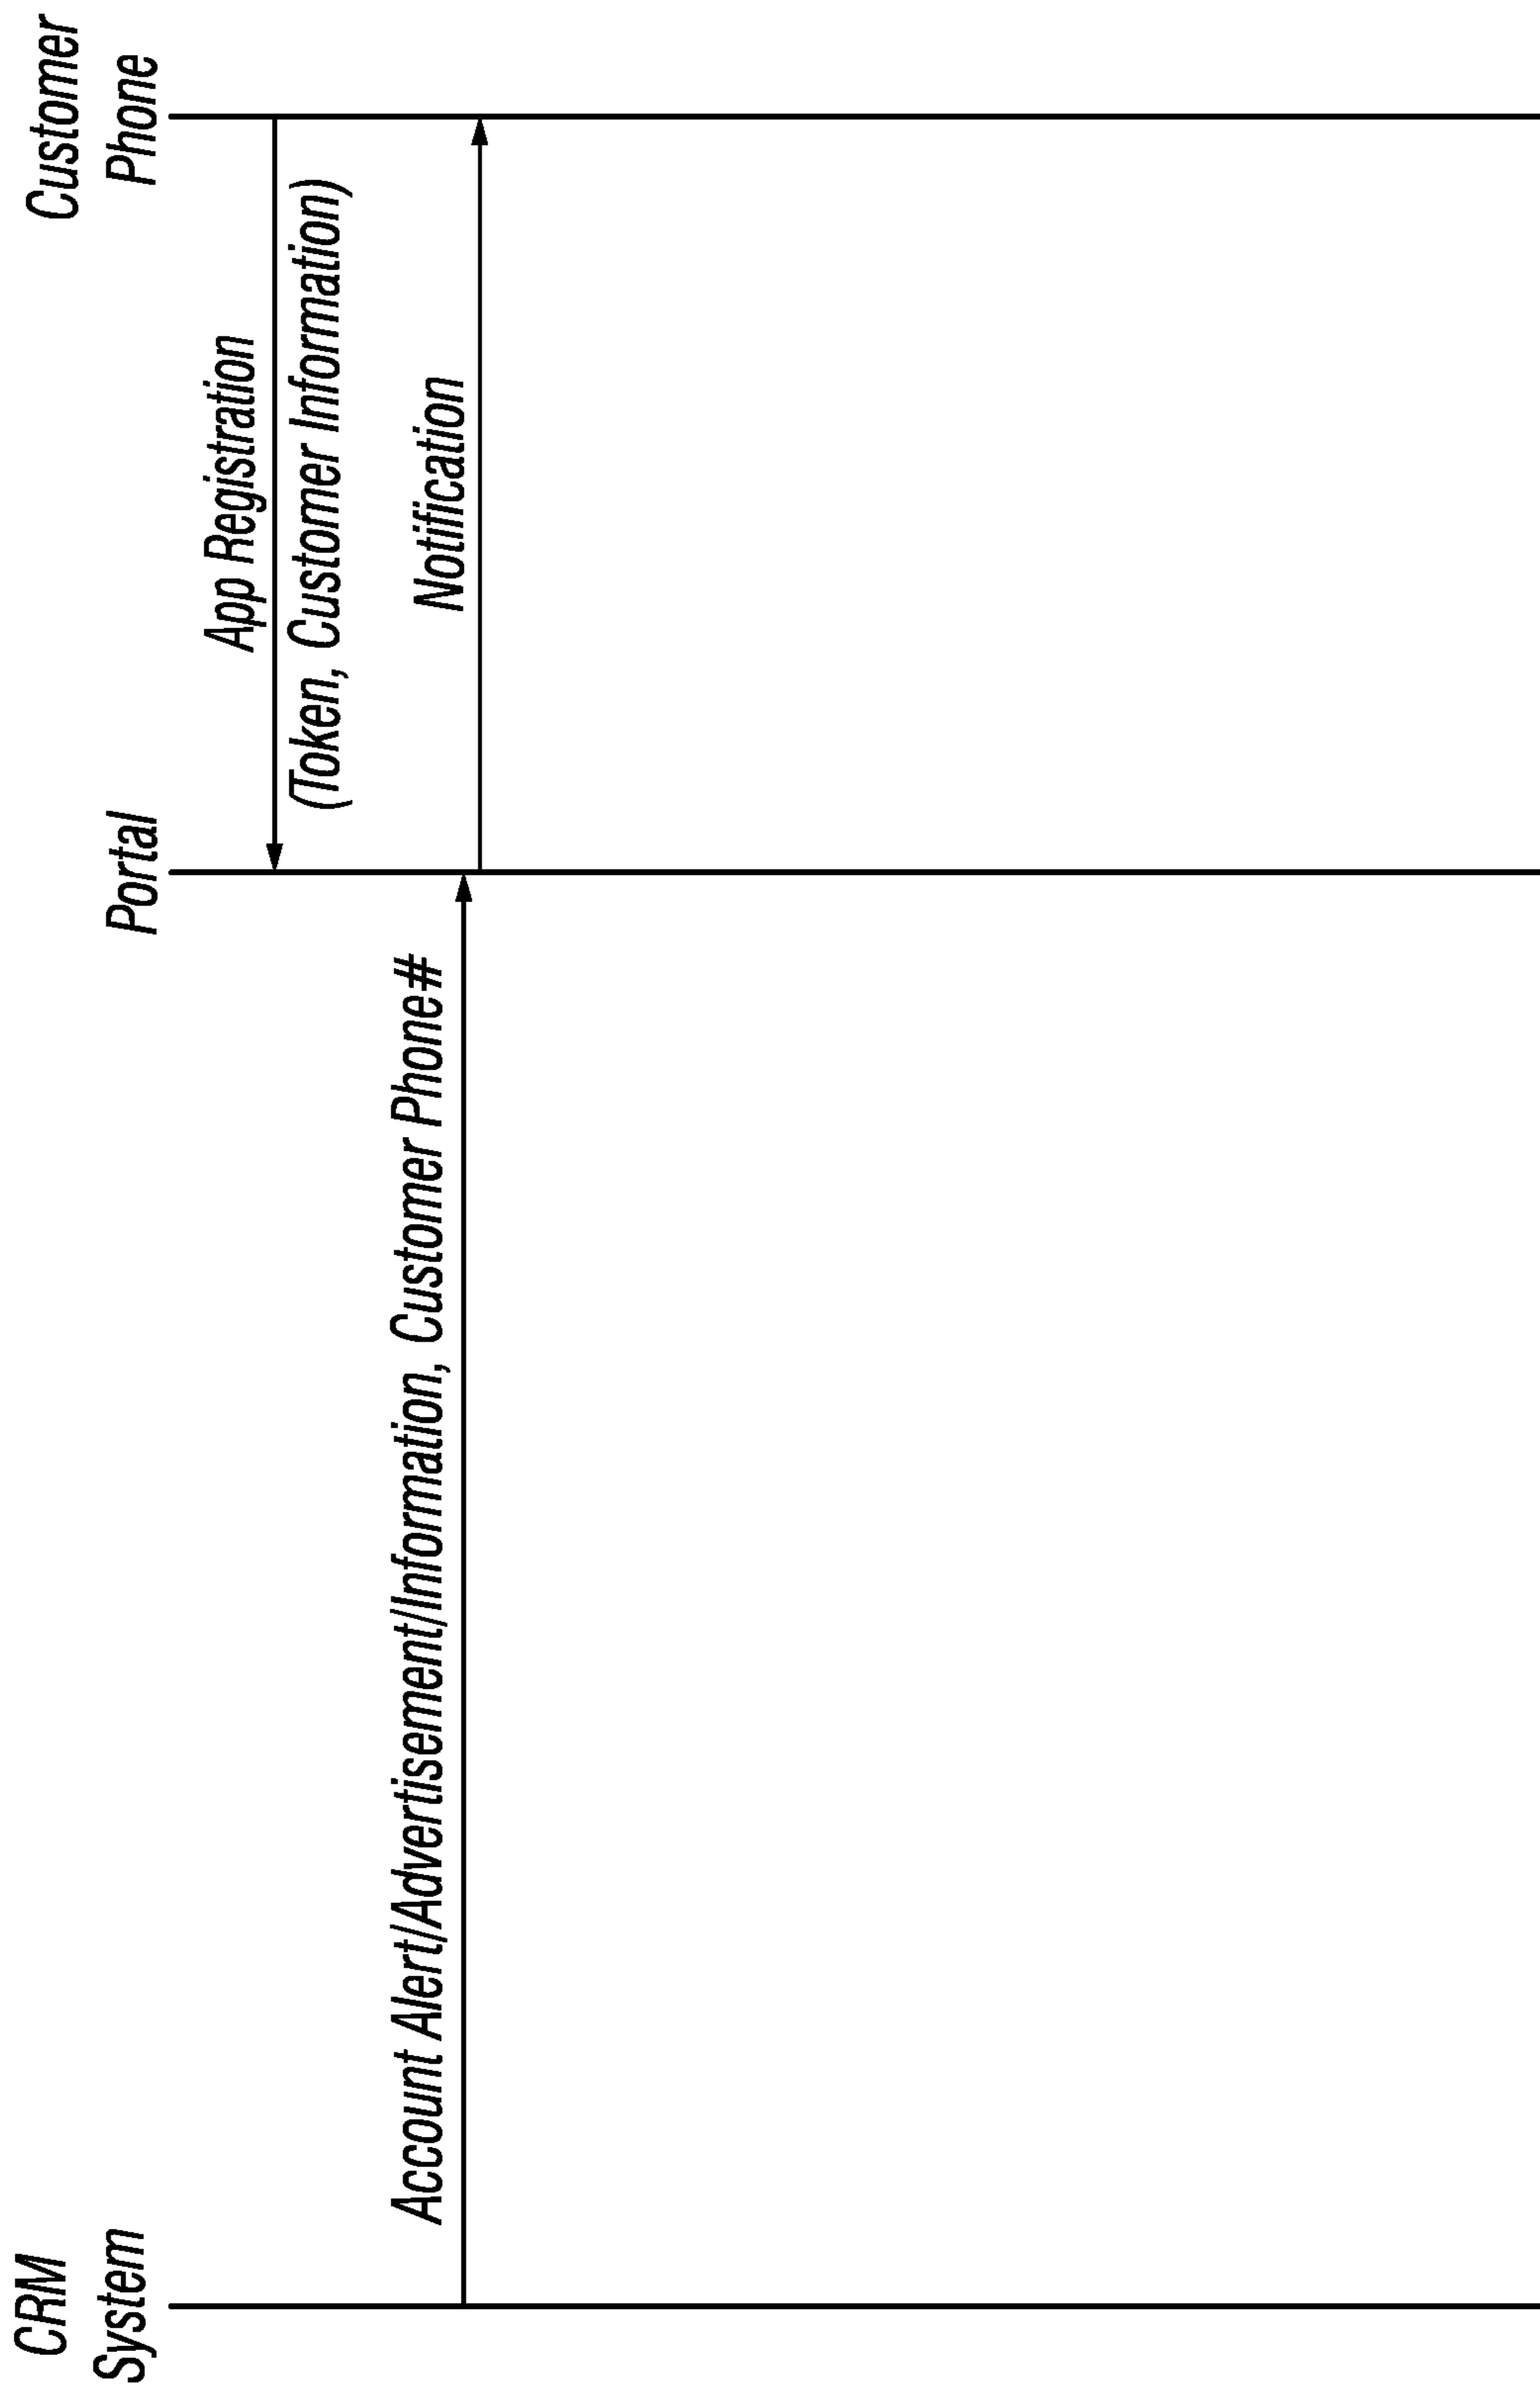 CRM
System
Portal
Customer
Phone
App Registration
(Token, Customer Information)
Account Alert/Advertisement/Information, Customer Phone#
Notification